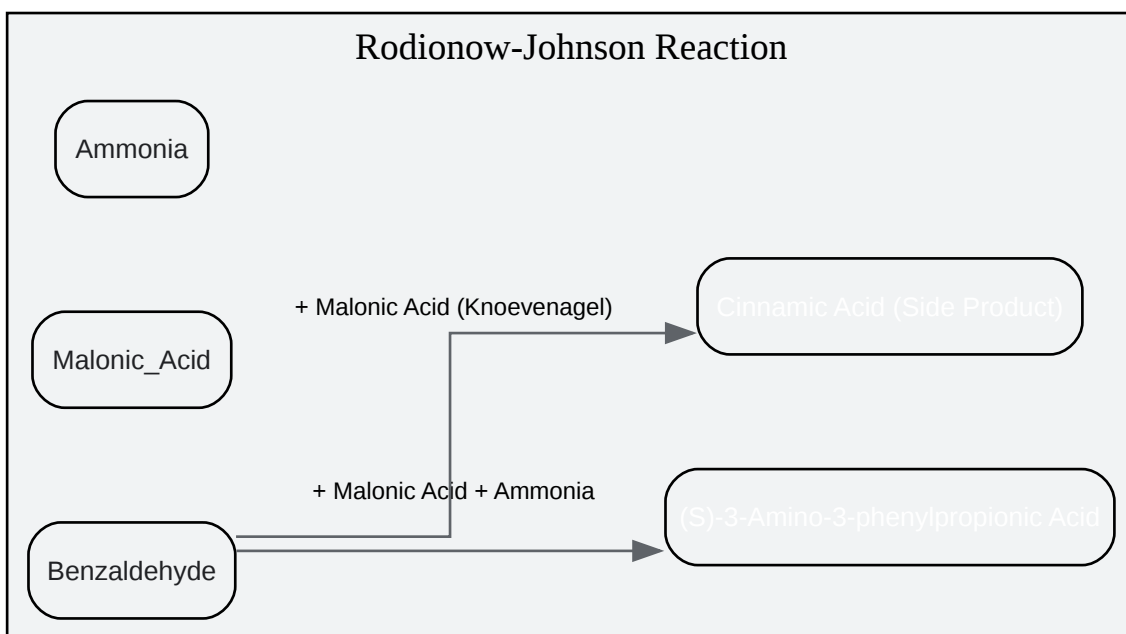 Rodionow-Johnson Reaction
Ammonia
+ Malonic Acid (Knoevenagel)
Cinnamic Acid (Side Product)
Malonic_Acid
+ Malonic Acid + Ammonia
(S)-3-Amino-3-phenylpropionic Acid
Benzaldehyde